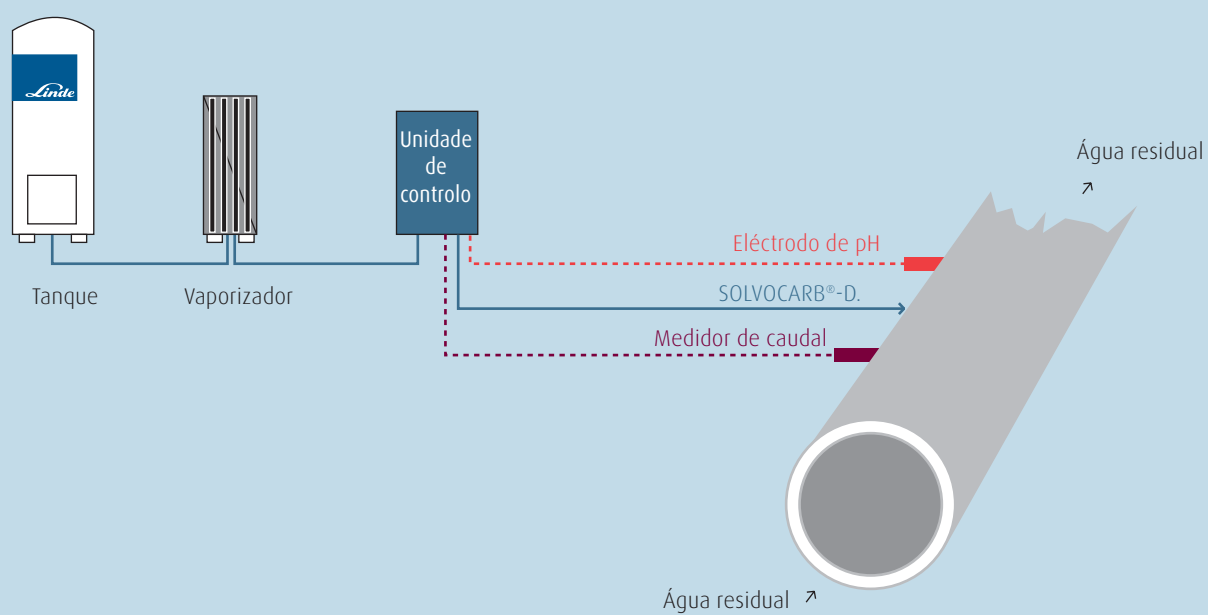 Linde
Unidade
de
controlo
Água residual
Eléctrodo de pH
Tanque
Vaporizador
SOLVOCARB®-D.
Medidor de caudal
Água residual